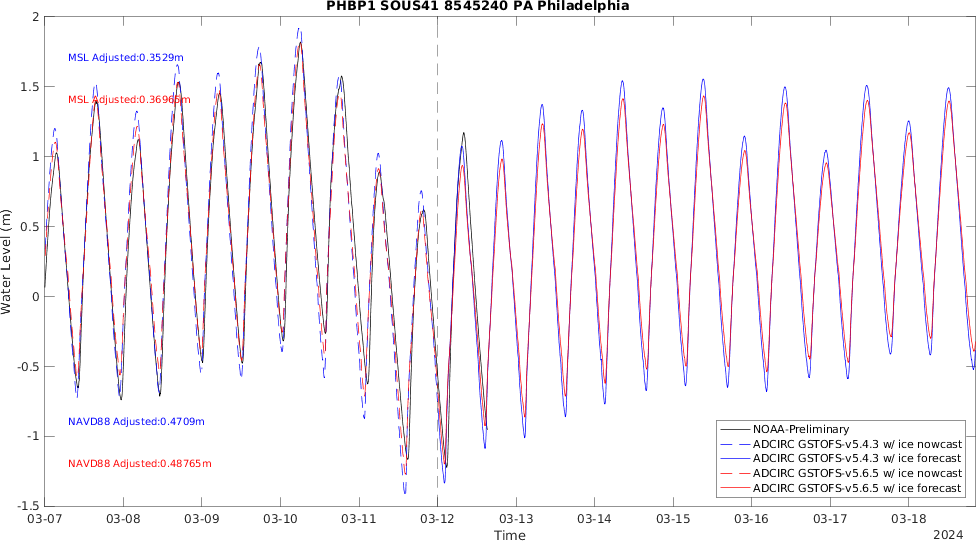 PHBP1 SOUS41 8545240 PA Philadelphia
2
1.5
1
0.5
0
-0.5
-1
-1.5
Water Level (m)
MSL Adjusted:0.3529m
MSL Adjusted:0.36965m
NAVD88 Adjusted:0.4709m
NAVD88 Adjusted:0.48765m
NOAA-Preliminary
ADCIRC GSTOFS-v5.4.3 w/ ice nowcast
ADCIRC GSTOFS-v5.4.3 w/ ice forecast
ADCIRC GSTOFS-v5.6.5 w/ ice nowcast
ADCIRC GSTOFS-v5.6.5 w/ ice forecast
03-07 03-08 03-09 03-10 03-11 03-12 03-13 03-14 03-15 03-16 03-17 03-18
Time
2024